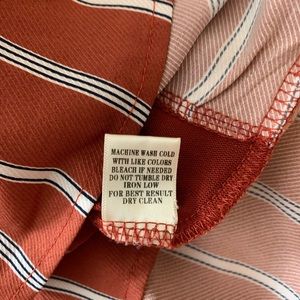 MACHINE WASH COLD
WITH LIKE COLORS
BLEACH IF NEEDED
DO NOT TUMBLE DRY
IRON LOW
FOR BEST RESULT
DRY CLEAN